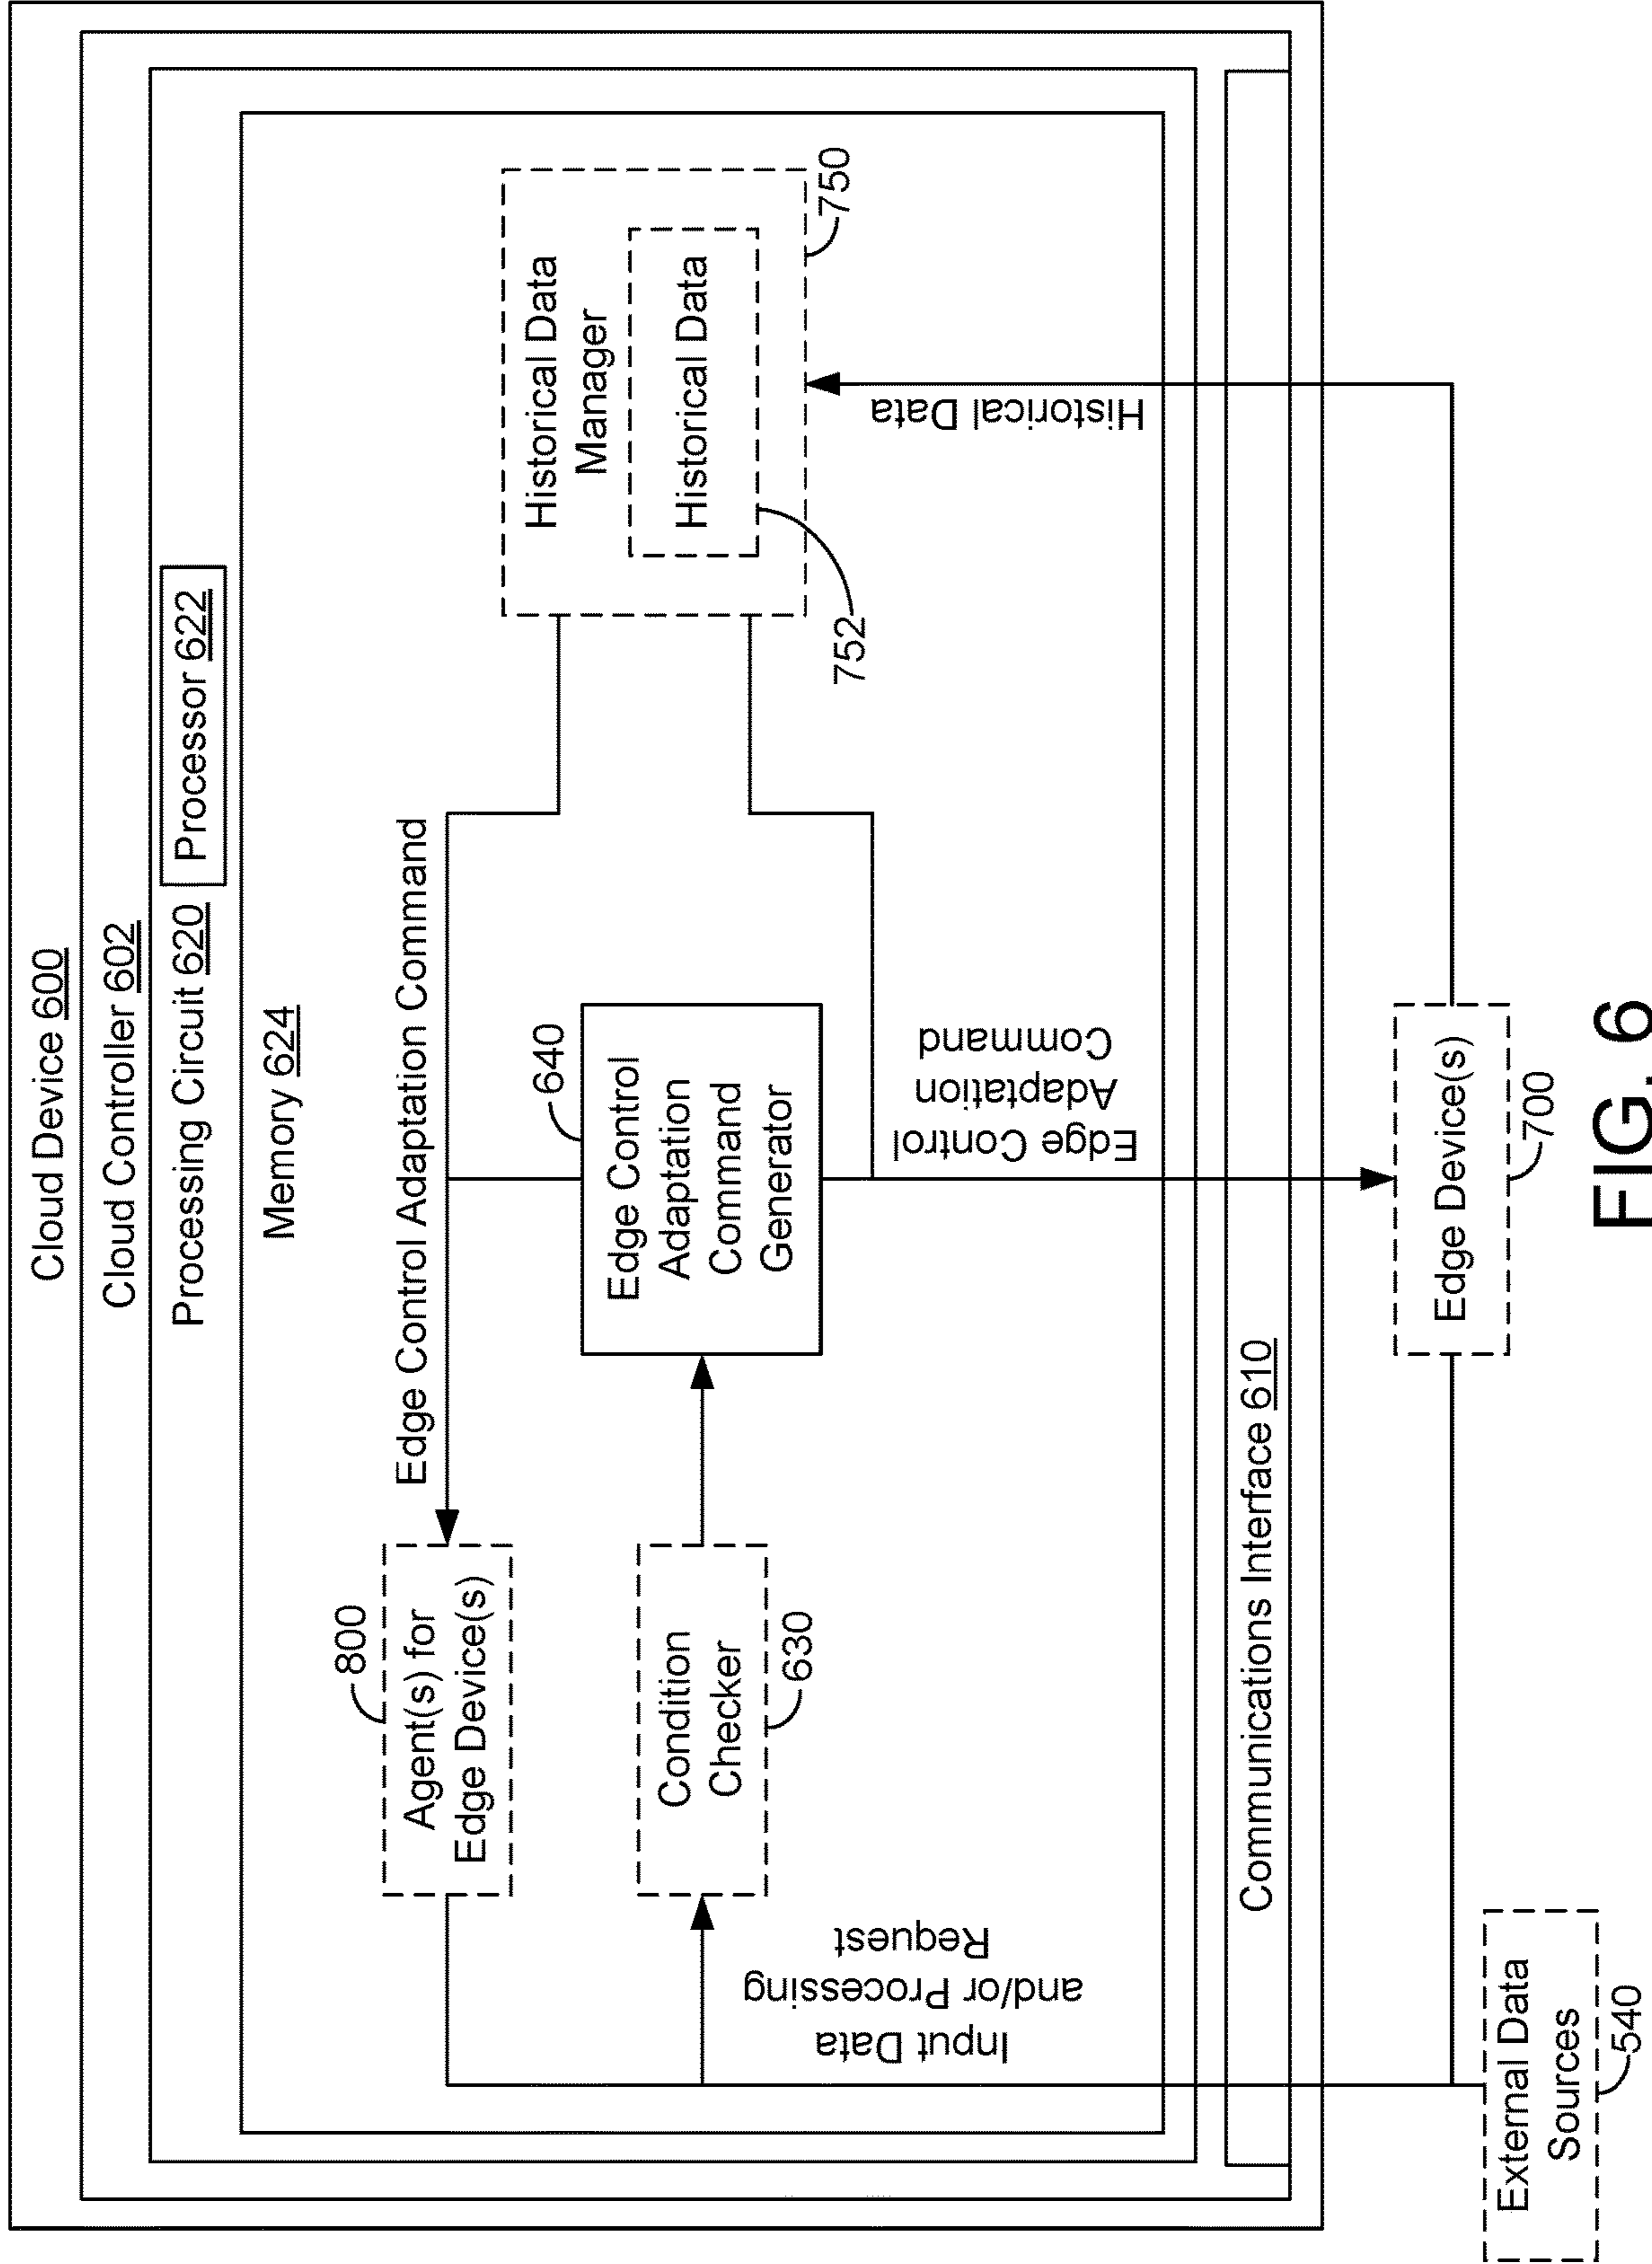 Cloud Device 600
Cloud Controller 602
Processing Circuit 620
Processor 622
Memory 624
Edge Control Adaptation Command
800
Agent(s) for
Edge Device(s)
640
Edge Control
Adaptation
Command
Generator
Historical Data
Manager
Historical Data
750
752
Condition
Checker
630
Input Data
and/or Processing
Request
Edge Control
Adaptation
Command
Historical Data
Communications Interface 610
External Data
Sources
540
Edge Device(s)
700
FIG. 6